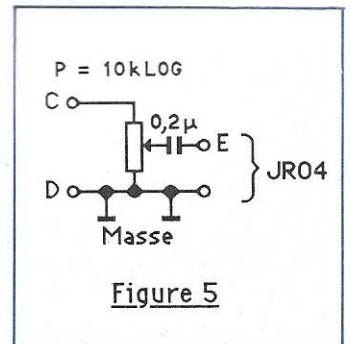 P = 10kLOG
C
0,2µ
E
JR04
D
Masse
Figure 5